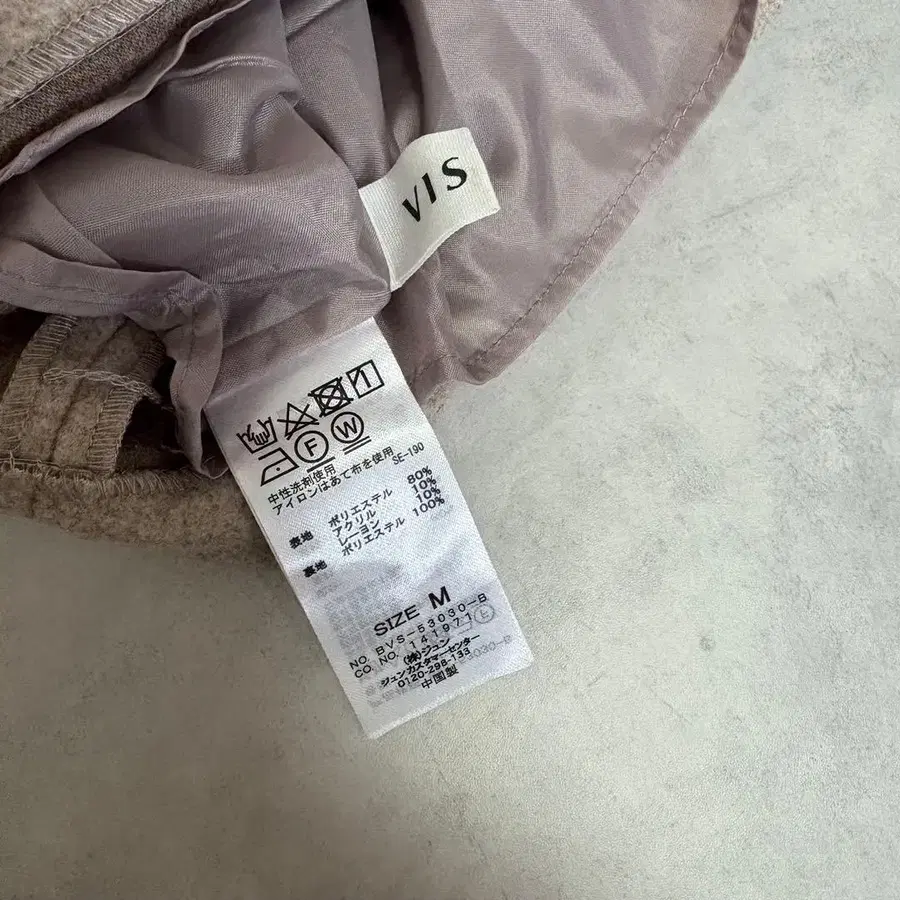 VIS
F W
中性洗剤使用
アイロンはあて布を使用 SE-190
表地 ポリエステル 80%
アクリル 10%
レーヨン 10%
裏地 ポリエステル 100%
SIZE M
NO. BVS-53030-B
CO. NO. 141971
(株)ジュン
ジュンカスタマーセンター
0120-298-133
中国製